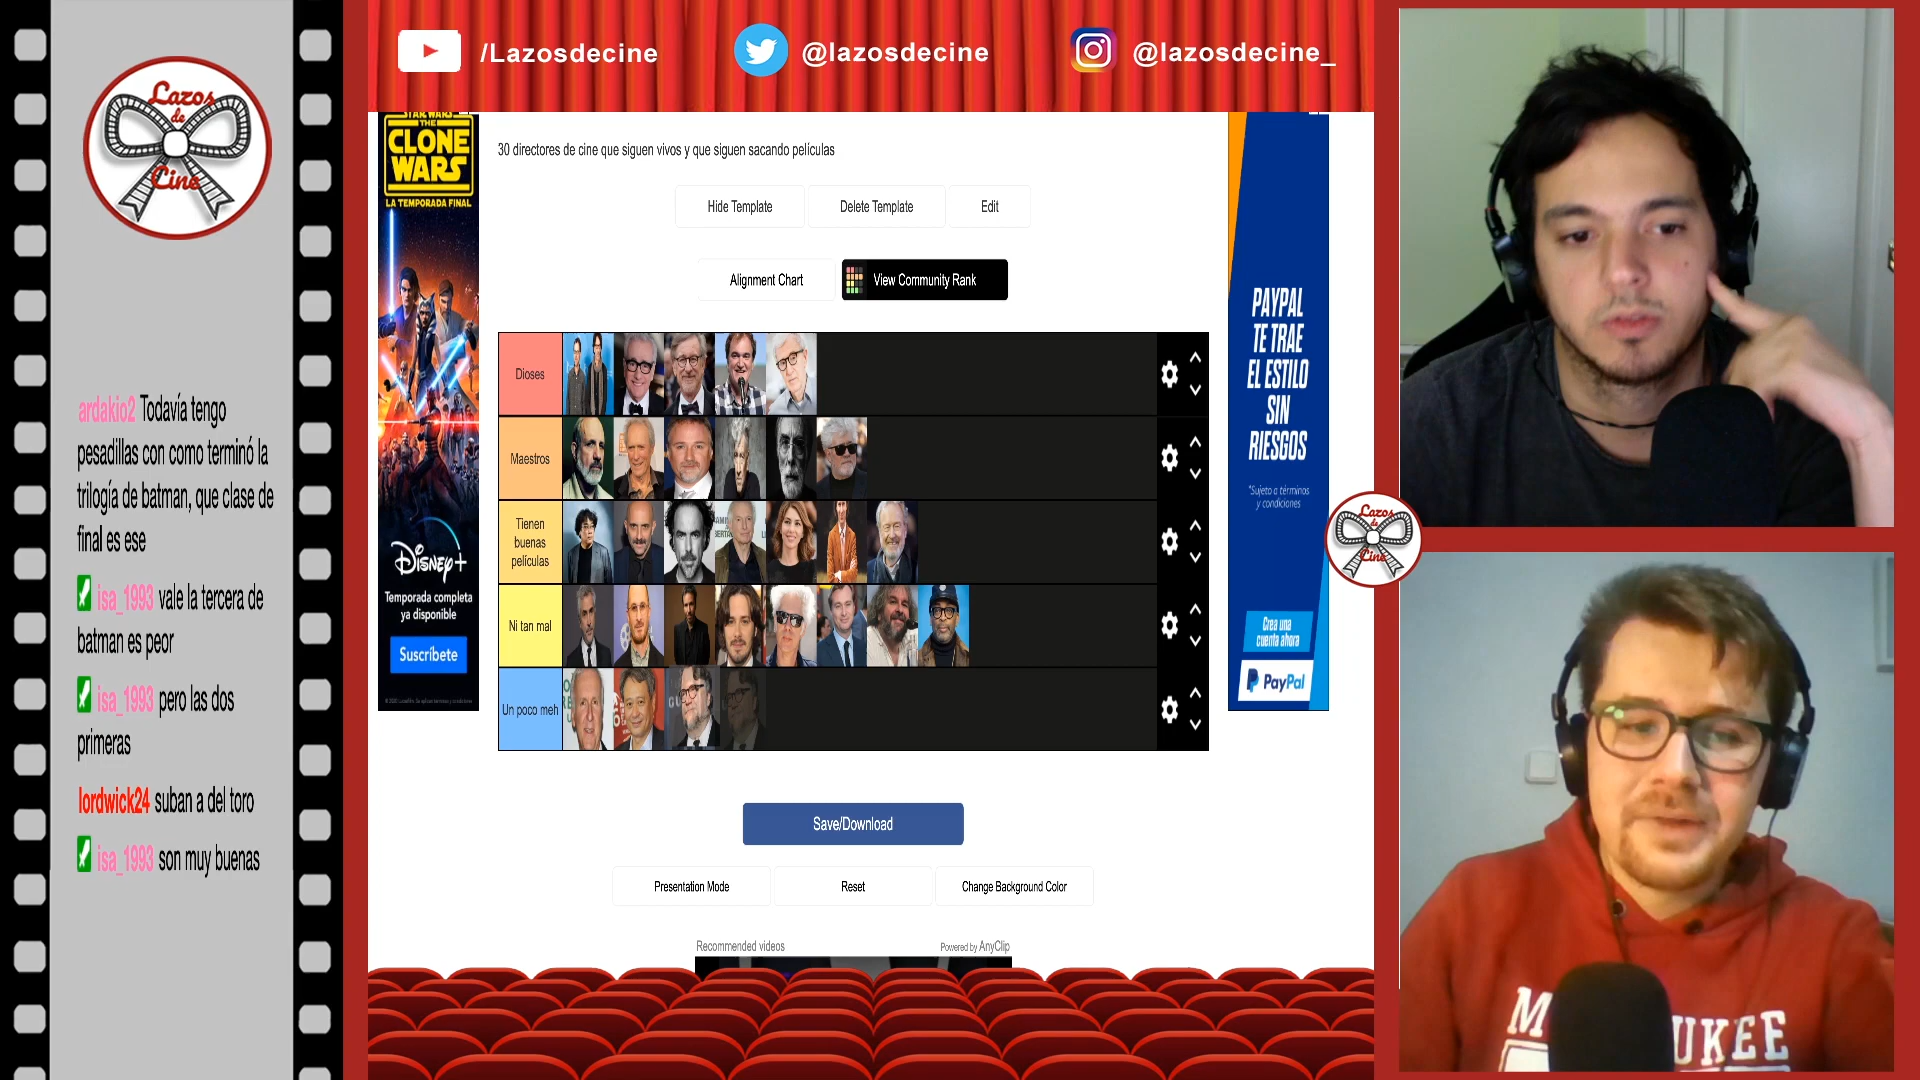 Lazos
de
Cine
ardakio2 Todavía tengo
pesadillas con como terminó la
trilogía de batman, que clase de
final es ese
isa_1993 vale la tercera de
batman es peor
isa_1993 pero las dos
primeras
lordwick24 suban a del toro
isa_1993 son muy buenas
/Lazosdecine
@lazosdecine
@lazosdecine_
STAR WARS
THE
CLONE
WARS
LA TEMPORADA FINAL
Disney+
Temporada completa
ya disponible
Suscríbete
30 directores de cine que siguen vivos y que siguen sacando películas
Hide Template
Delete Template
Edit
Alignment Chart
View Community Rank
Dioses
Maestros
Tienen
buenas
películas
Ni tan mal
Un poco meh
Save/Download
Presentation Mode
Reset
Change Background Color
Recommended videos
Powered by AnyClip
PAYPAL
TE TRAE
EL ESTILO
SIN
RIESGOS
*Sujeto a términos
y condiciones
Crea una
cuenta ahora
PayPal
Lazos
de
Cine